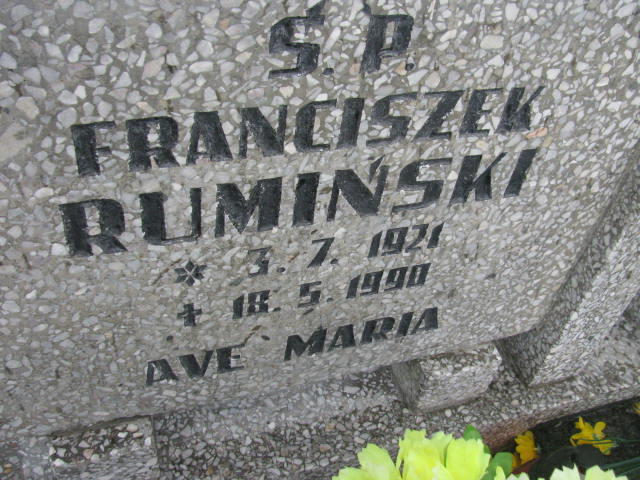 Ś. P.
FRANCISZEK
RUMIŃSKI
* 3. 7. 1921
+ 18. 5. 1990
AVE MARIA